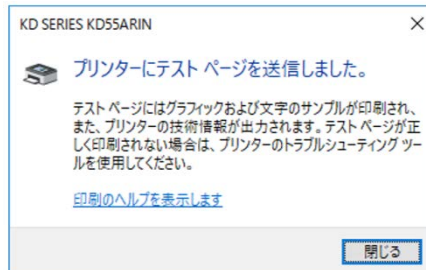 KD SERIES KD55ARIN
プリンターにテスト ページを送信しました。
テスト ページにはグラフィックおよび文字のサンプルが印刷され、
また、プリンターの技術情報が出力されます。テスト ページが正
しく印刷されない場合は、プリンターのトラブルシューティング ツー
ルを使用してください。
印刷のヘルプを表示します
閉じる